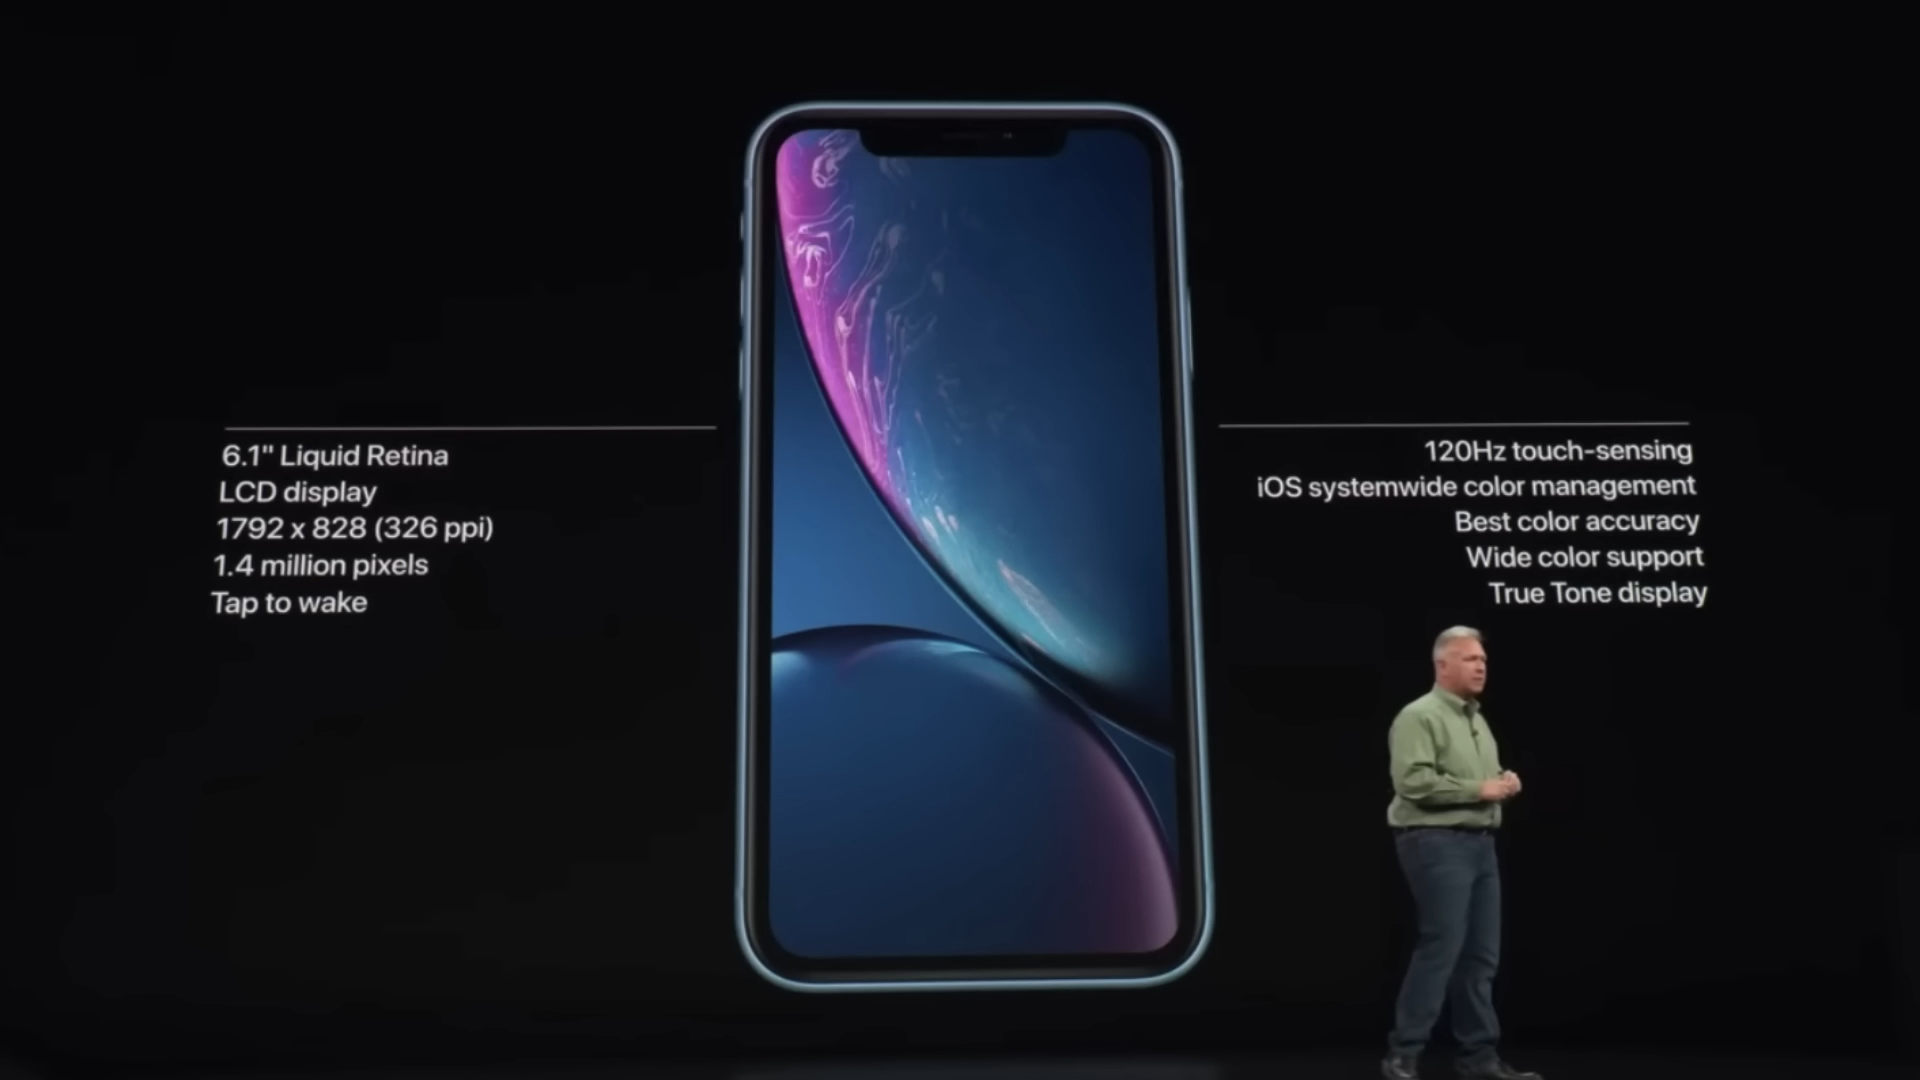 6.1" Liquid Retina
LCD display
1792 x 828 (326 ppi)
1.4 million pixels
Tap to wake
120Hz touch-sensing
iOS systemwide color management
Best color accuracy
Wide color support
True Tone display